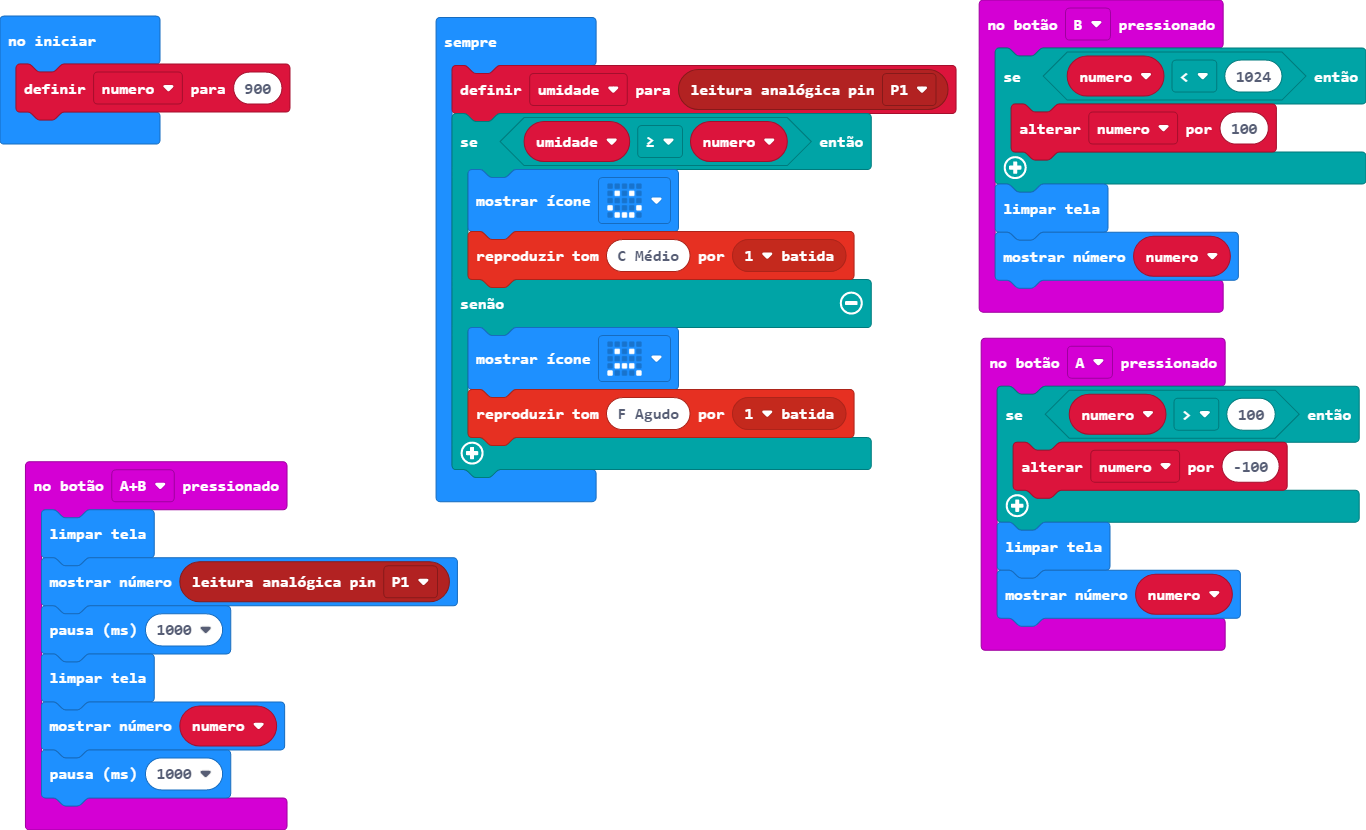 no iniciar
definir numero para 900
sempre
definir umidade para leitura analógica pin P1
se umidade ≥ numero então
mostrar ícone
reproduzir tom C Médio por 1 batida
senão
mostrar ícone
reproduzir tom F Agudo por 1 batida
no botão B pressionado
se numero < 1024 então
alterar numero por 100
limpar tela
mostrar número numero
no botão A pressionado
se numero > 100 então
alterar numero por -100
limpar tela
mostrar número numero
no botão A+B pressionado
limpar tela
mostrar número leitura analógica pin P1
pausa (ms) 1000
limpar tela
mostrar número numero
pausa (ms) 1000